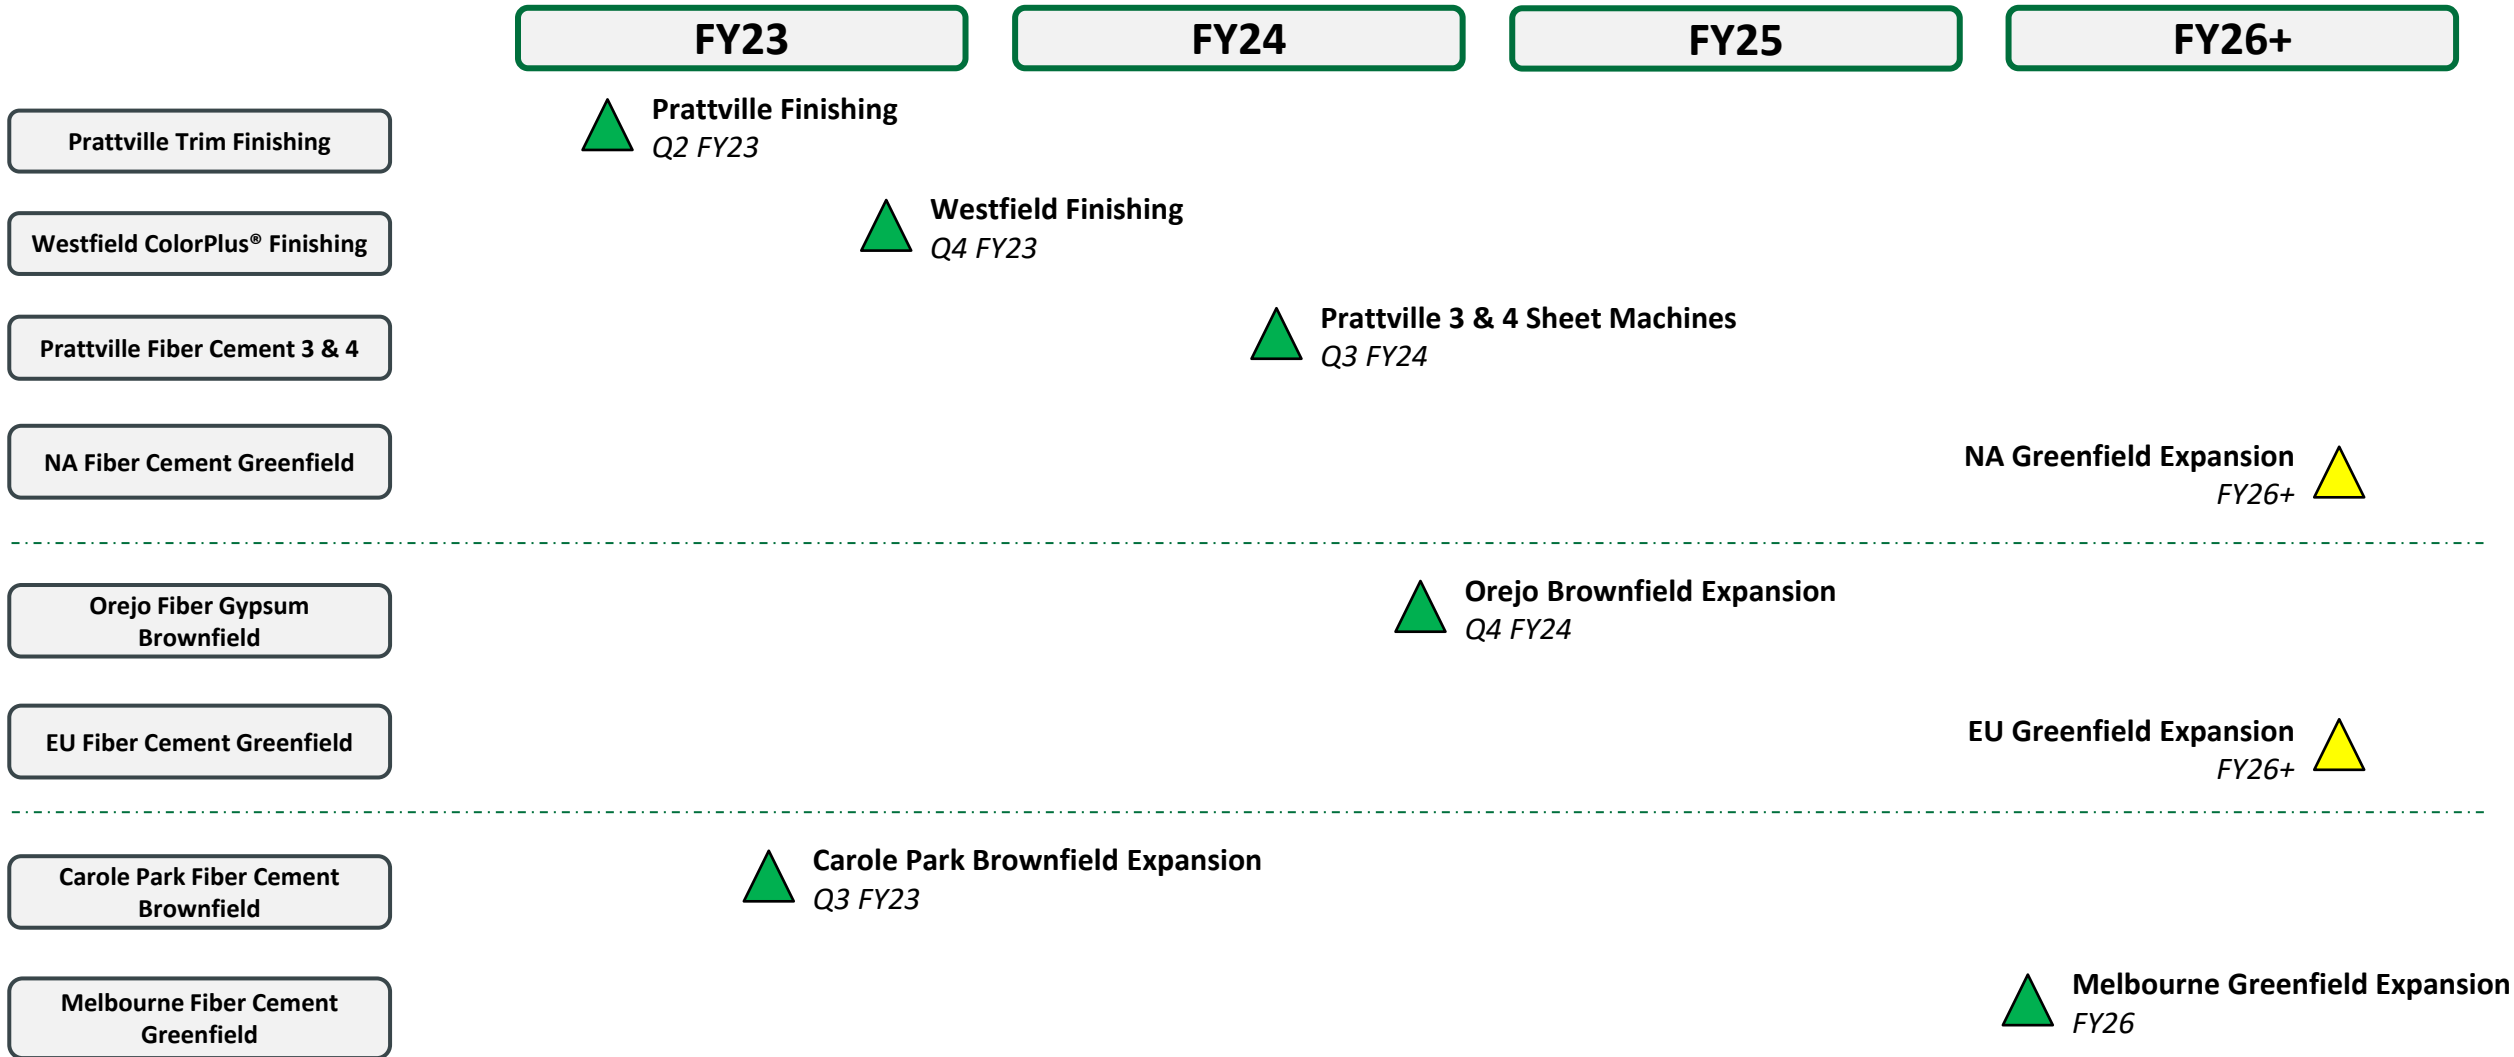 FY23
FY24
FY25
FY26+
Prattville Trim Finishing
Prattville Finishing
Q2 FY23
Westfield ColorPlus® Finishing
Westfield Finishing
Q4 FY23
Prattville Fiber Cement 3 & 4
Prattville 3 & 4 Sheet Machines
Q3 FY24
NA Fiber Cement Greenfield
NA Greenfield Expansion
FY26+
Orejo Fiber Gypsum
Brownfield
Orejo Brownfield Expansion
Q4 FY24
EU Fiber Cement Greenfield
EU Greenfield Expansion
FY26+
Carole Park Fiber Cement
Brownfield
Carole Park Brownfield Expansion
Q3 FY23
Melbourne Fiber Cement
Greenfield
Melbourne Greenfield Expansion
FY26